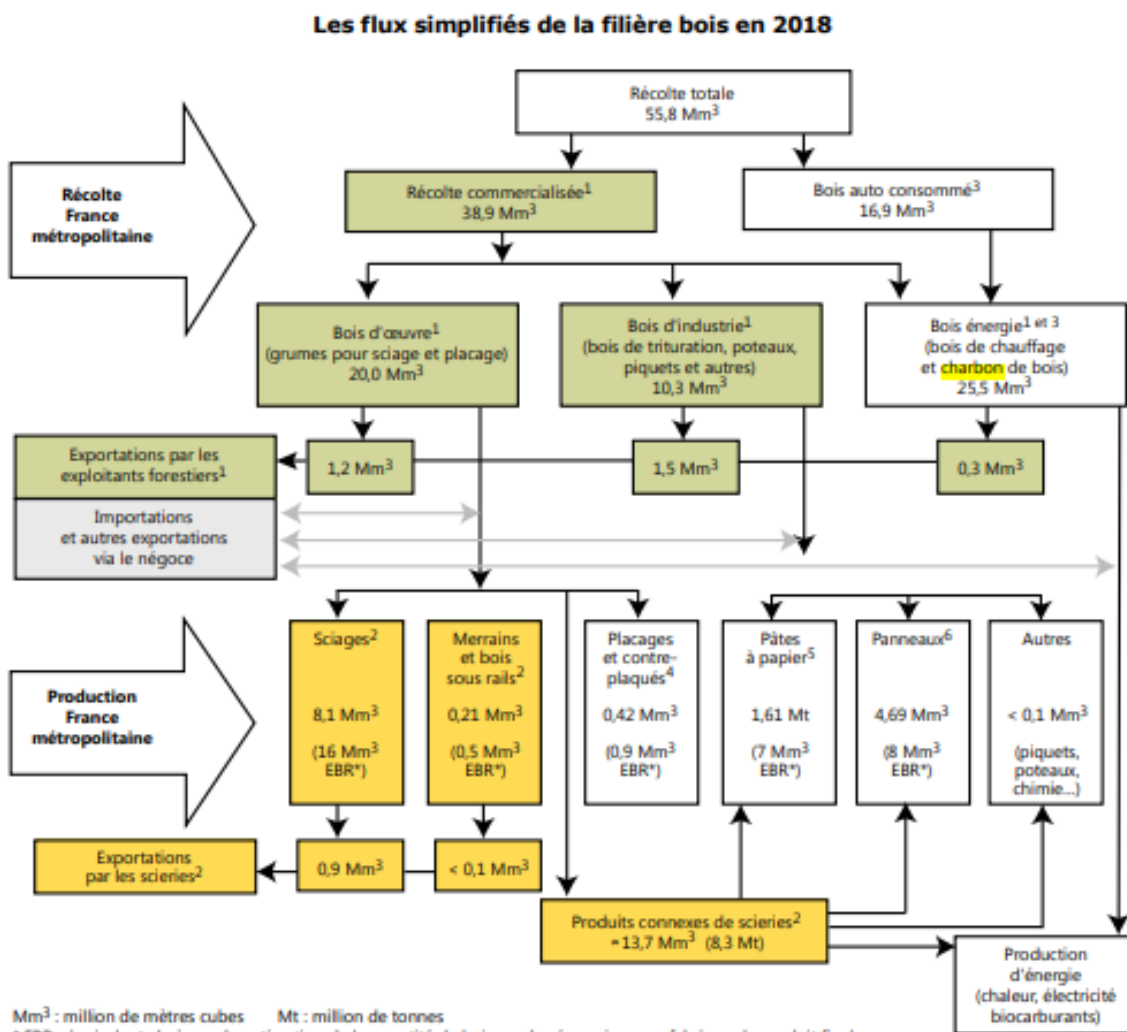 Les flux simplifiés de la filière bois en 2018
Récolte totale
55,8 Mm³
Récolte
France
métropolitaine
Récolte commercialisée¹
38,9 Mm³
Bois auto consommé³
16,9 Mm³
Bois d'œuvre¹
(grumes pour sciage et placage)
20,0 Mm³
Bois d'industrie¹
(bois de trituration, poteaux,
piquets et autres)
10,3 Mm³
Bois énergie¹ ᵉᵗ ³
(bois de chauffage
et charbon de bois)
25,5 Mm³
Exportations par les
exploitants forestiers¹
1,2 Mm³
1,5 Mm³
0,3 Mm³
Importations
et autres exportations
via le négoce
Production
France
métropolitaine
Sciages²
8,1 Mm³
(16 Mm³
EBR*)
Merrains
et bois
sous rails²
0,21 Mm³
(0,5 Mm³
EBR*)
Placages
et contre-
plaqués⁴
0,42 Mm³
(0,9 Mm³
EBR*)
Pâtes
à papier⁵
1,61 Mt
(7 Mm³
EBR*)
Panneaux⁶
4,69 Mm³
(8 Mm³
EBR*)
Autres
< 0,1 Mm³
(piquets,
poteaux,
chimie...)
Exportations
par les scieries²
0,9 Mm³
< 0,1 Mm³
Produits connexes de scieries²
≈13,7 Mm³ (8,3 Mt)
Production
d'énergie
(chaleur, électricité
biocarburants)
Mm³ : million de mètres cubes Mt : million de tonnes